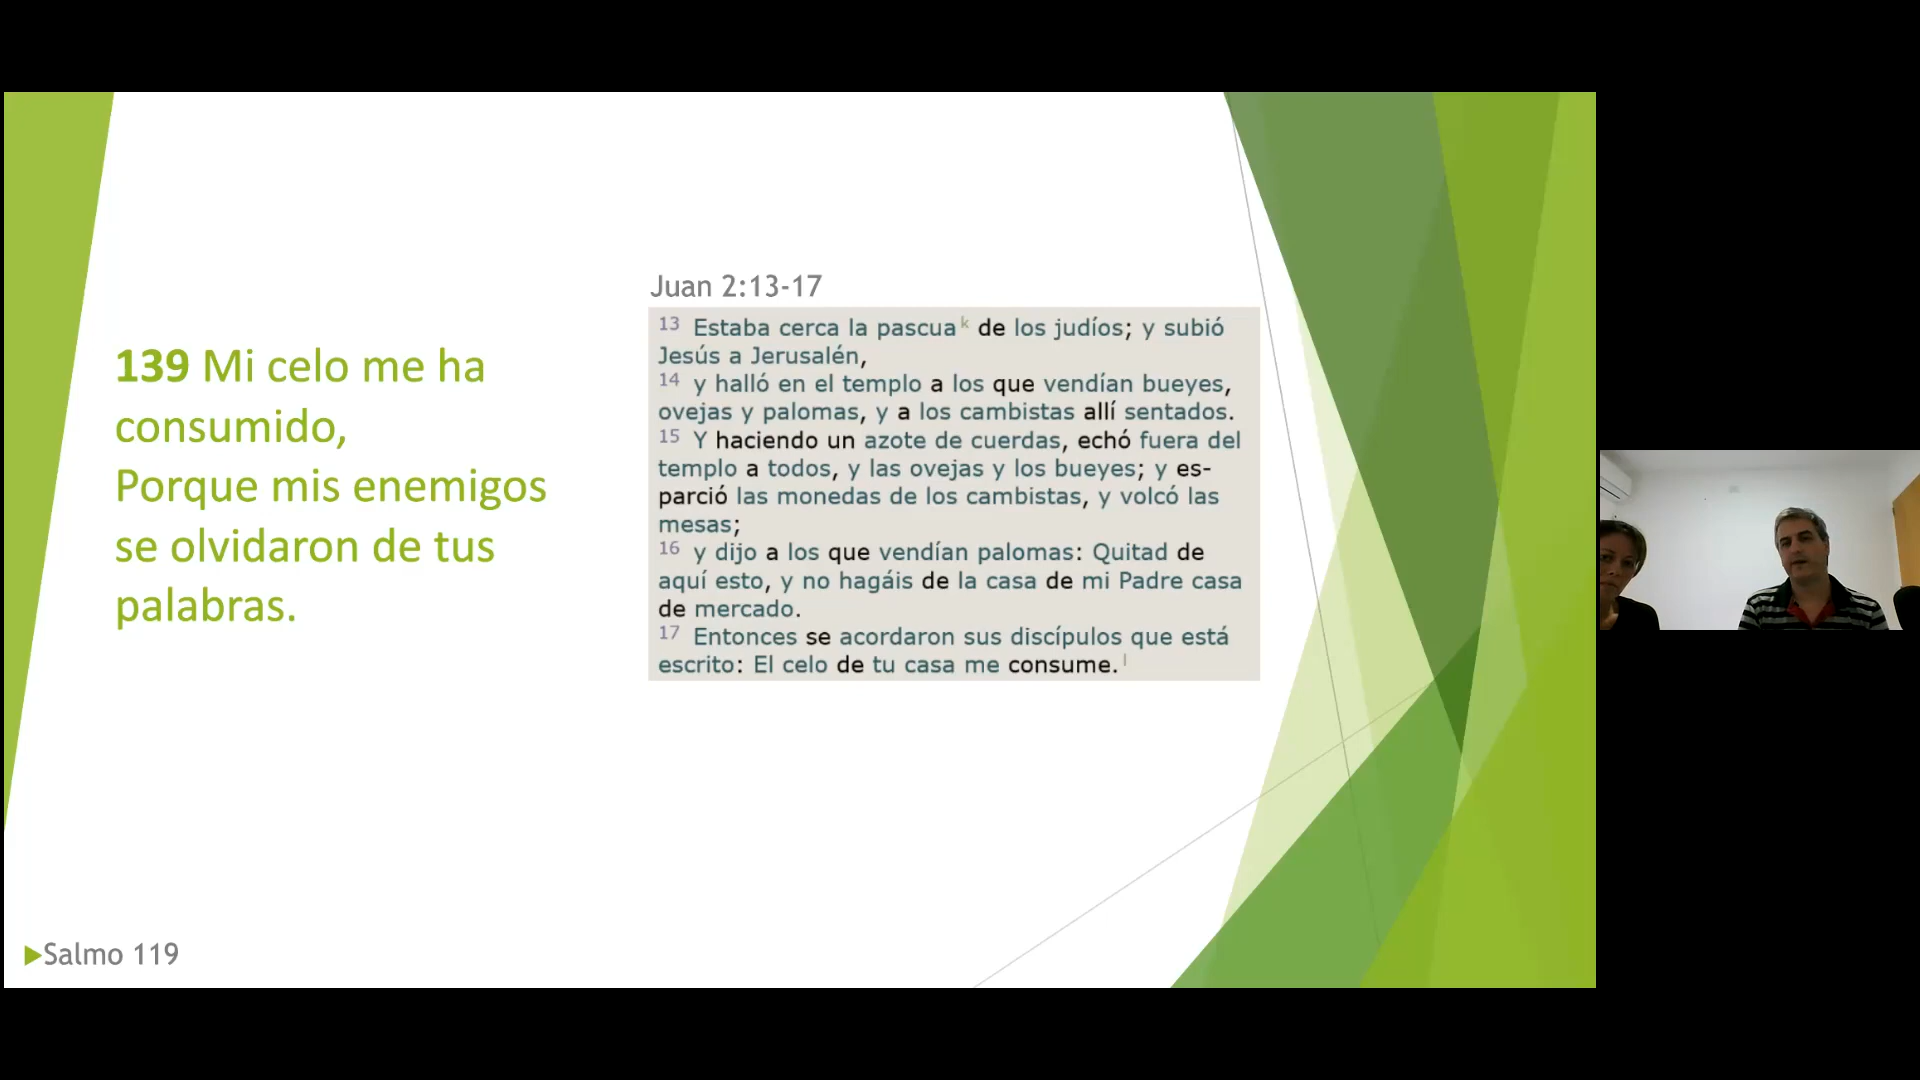 139 Mi celo me ha
consumido,
Porque mis enemigos
se olvidaron de tus
palabras.
Juan 2:13-17
13 Estaba cerca la pascua k de los judíos; y subió
Jesús a Jerusalén,
14 y halló en el templo a los que vendían bueyes,
ovejas y palomas, y a los cambistas allí sentados.
15 Y haciendo un azote de cuerdas, echó fuera del
templo a todos, y las ovejas y los bueyes; y es-
parció las monedas de los cambistas, y volcó las
mesas;
16 y dijo a los que vendían palomas: Quitad de
aquí esto, y no hagáis de la casa de mi Padre casa
de mercado.
17 Entonces se acordaron sus discípulos que está
escrito: El celo de tu casa me consume. l
Salmo 119